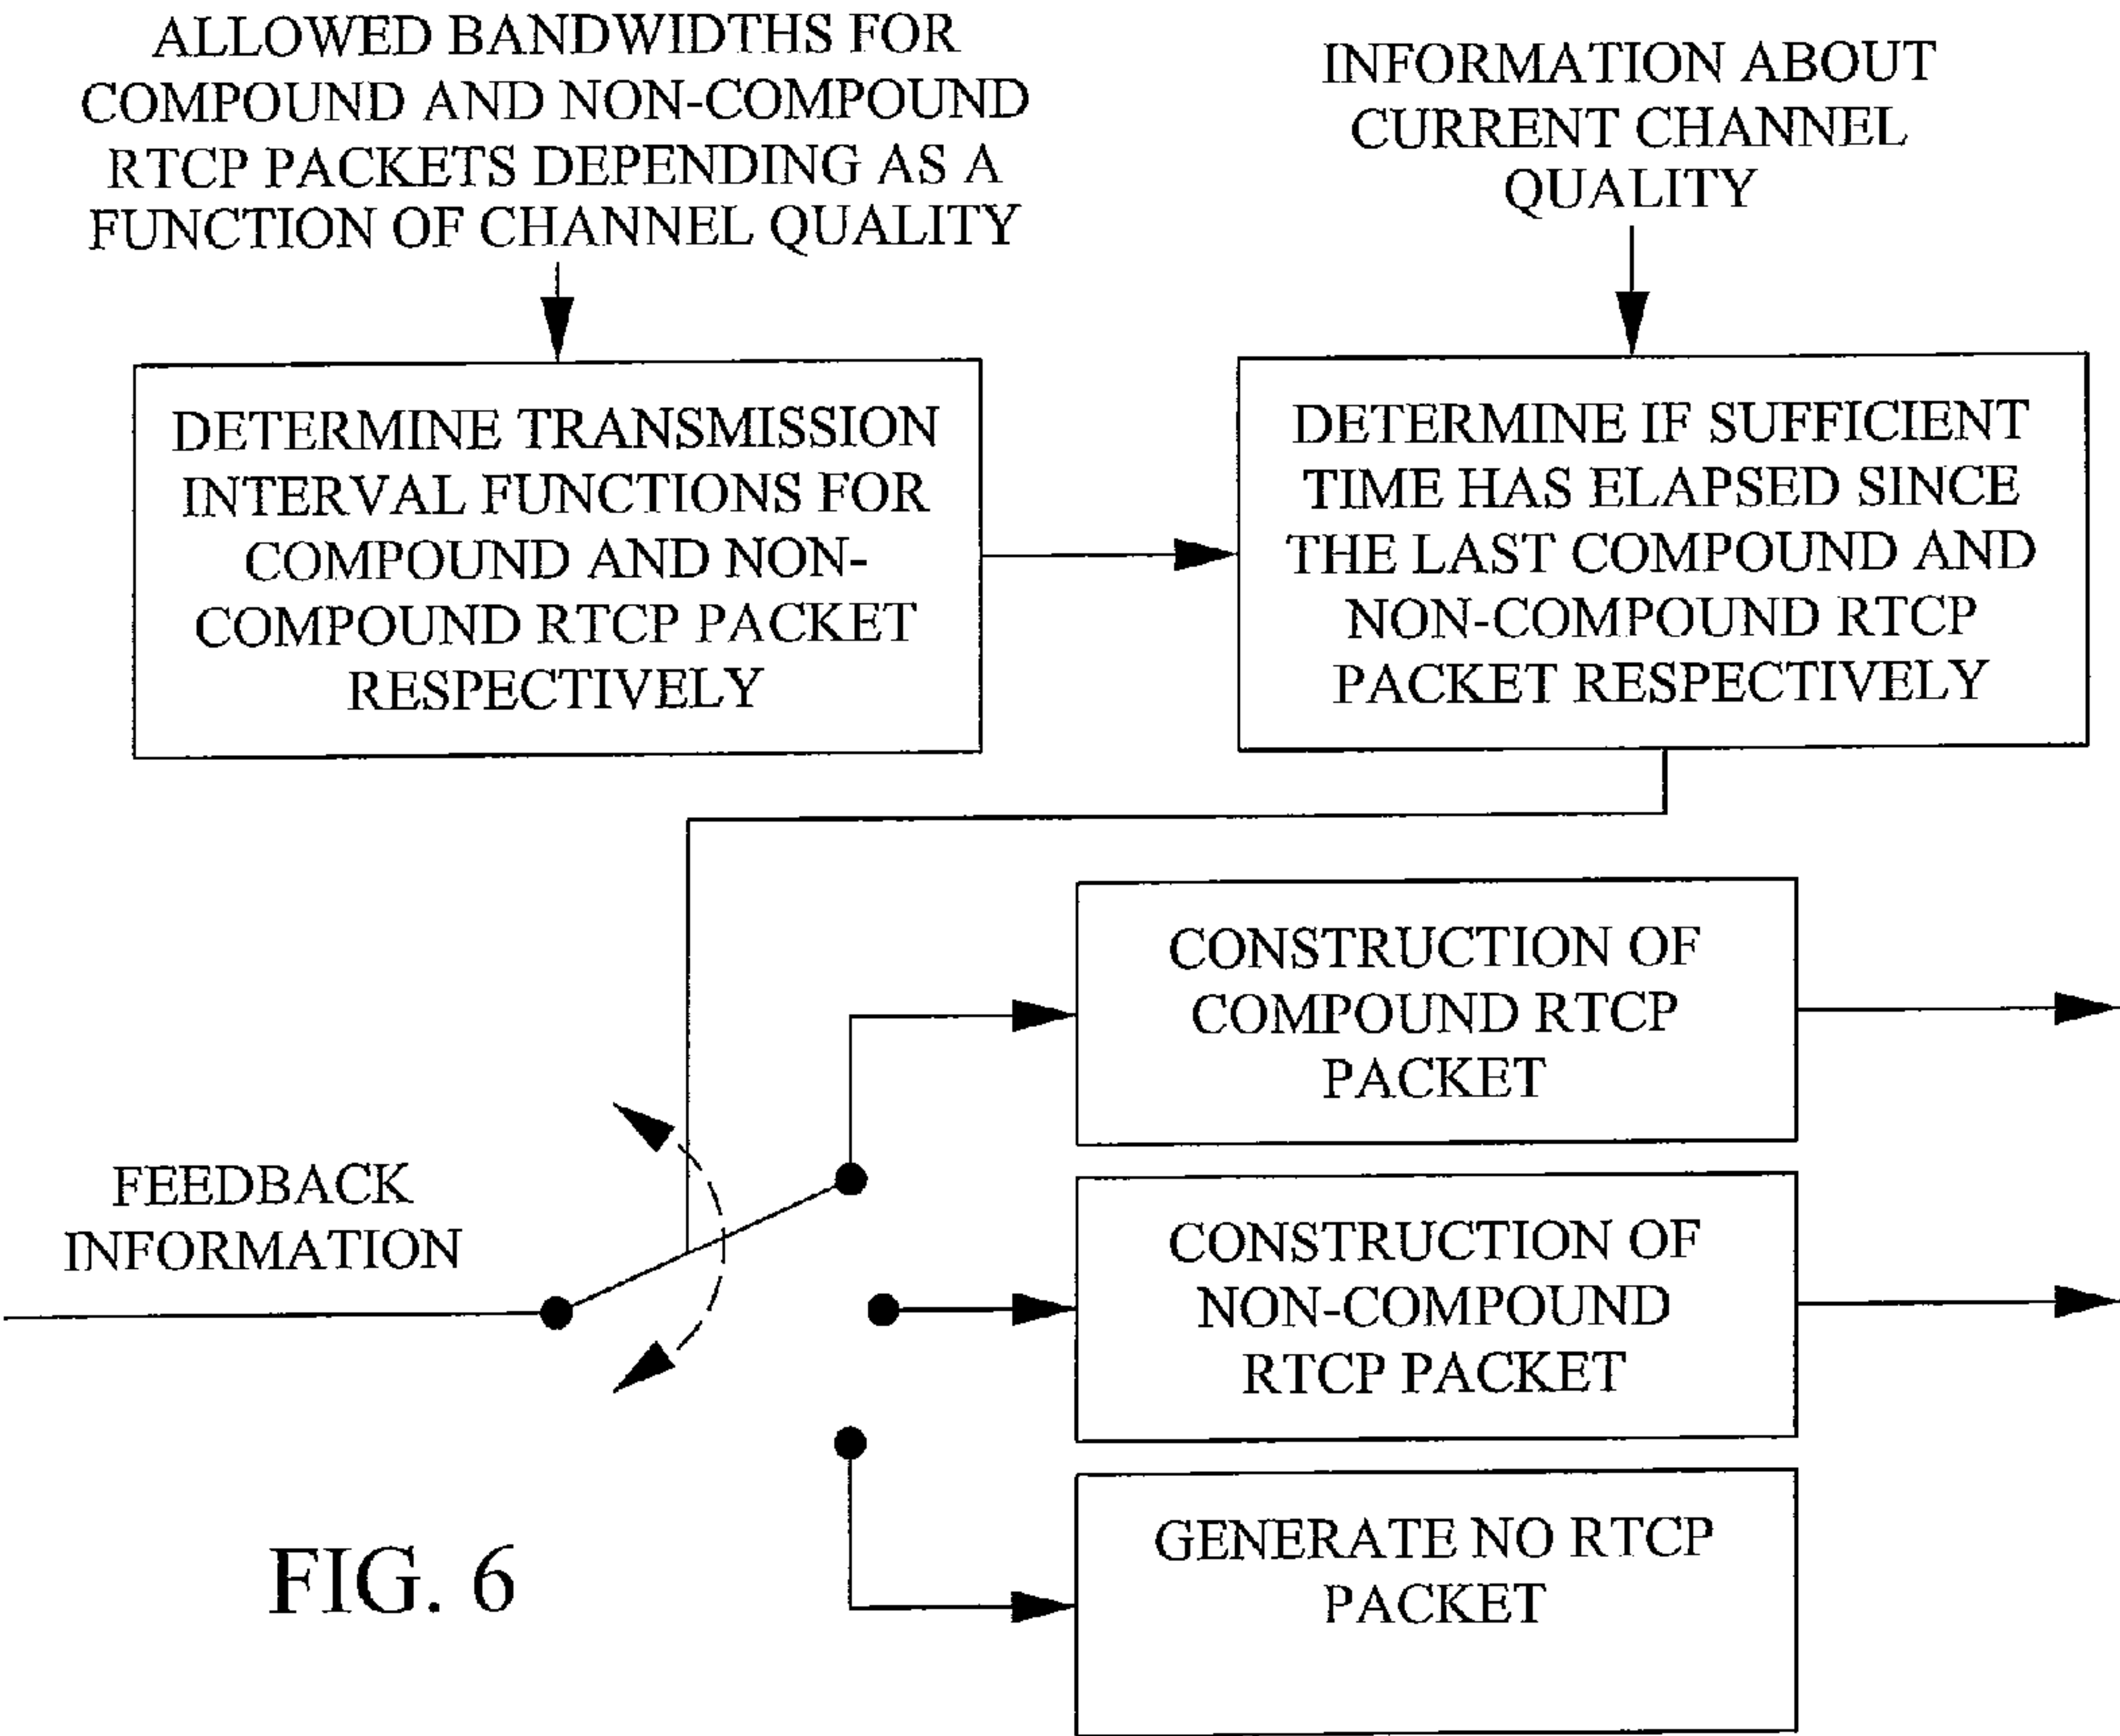 ALLOWED BANDWIDTHS FOR
COMPOUND AND NON-COMPOUND
RTCP PACKETS DEPENDING AS A
FUNCTION OF CHANNEL QUALITY
INFORMATION ABOUT
CURRENT CHANNEL
QUALITY
DETERMINE TRANSMISSION
INTERVAL FUNCTIONS FOR
COMPOUND AND NON-
COMPOUND RTCP PACKET
RESPECTIVELY
DETERMINE IF SUFFICIENT
TIME HAS ELAPSED SINCE
THE LAST COMPOUND AND
NON-COMPOUND RTCP
PACKET RESPECTIVELY
CONSTRUCTION OF
COMPOUND RTCP
PACKET
FEEDBACK
INFORMATION
CONSTRUCTION OF
NON-COMPOUND
RTCP PACKET
GENERATE NO RTCP
PACKET
FIG. 6